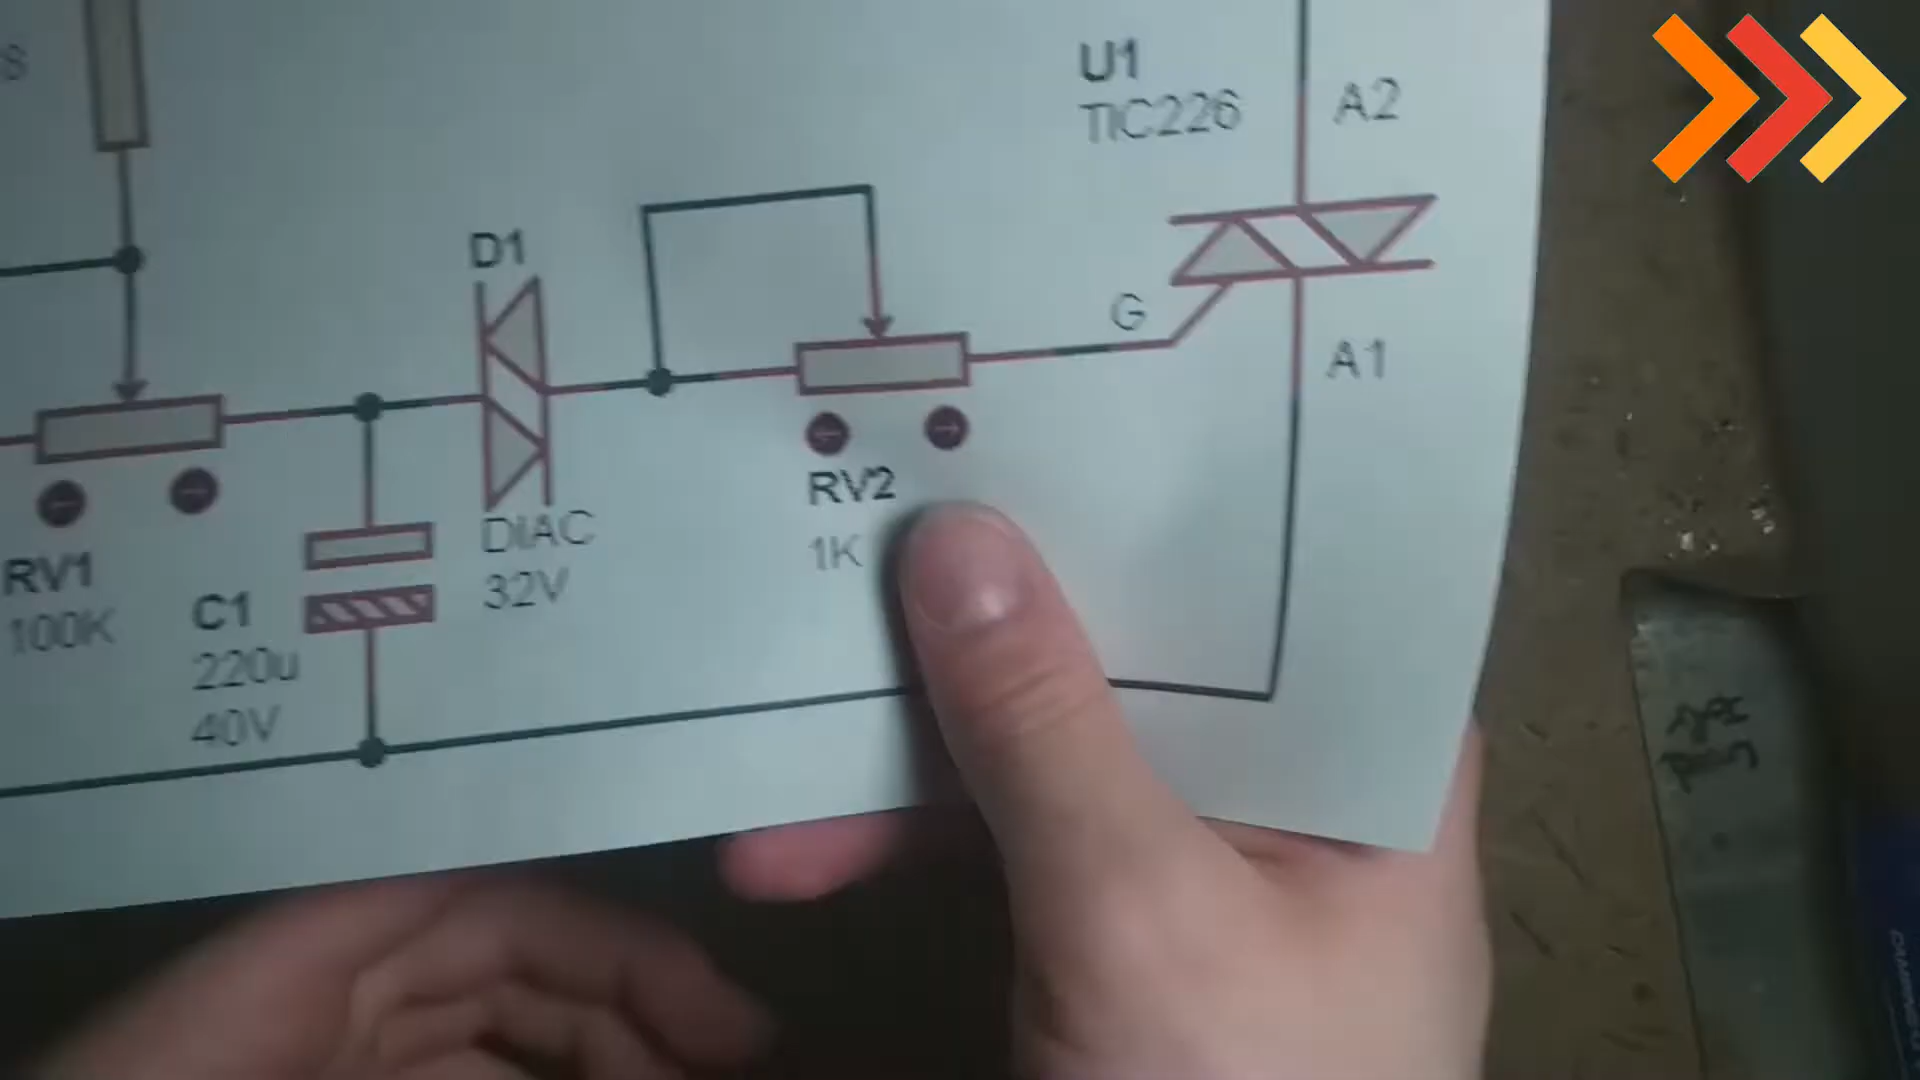 U1
TIC226
A2
D1
G
A1
RV2
1K
DIAC
32V
RV1
100K
C1
220u
40V